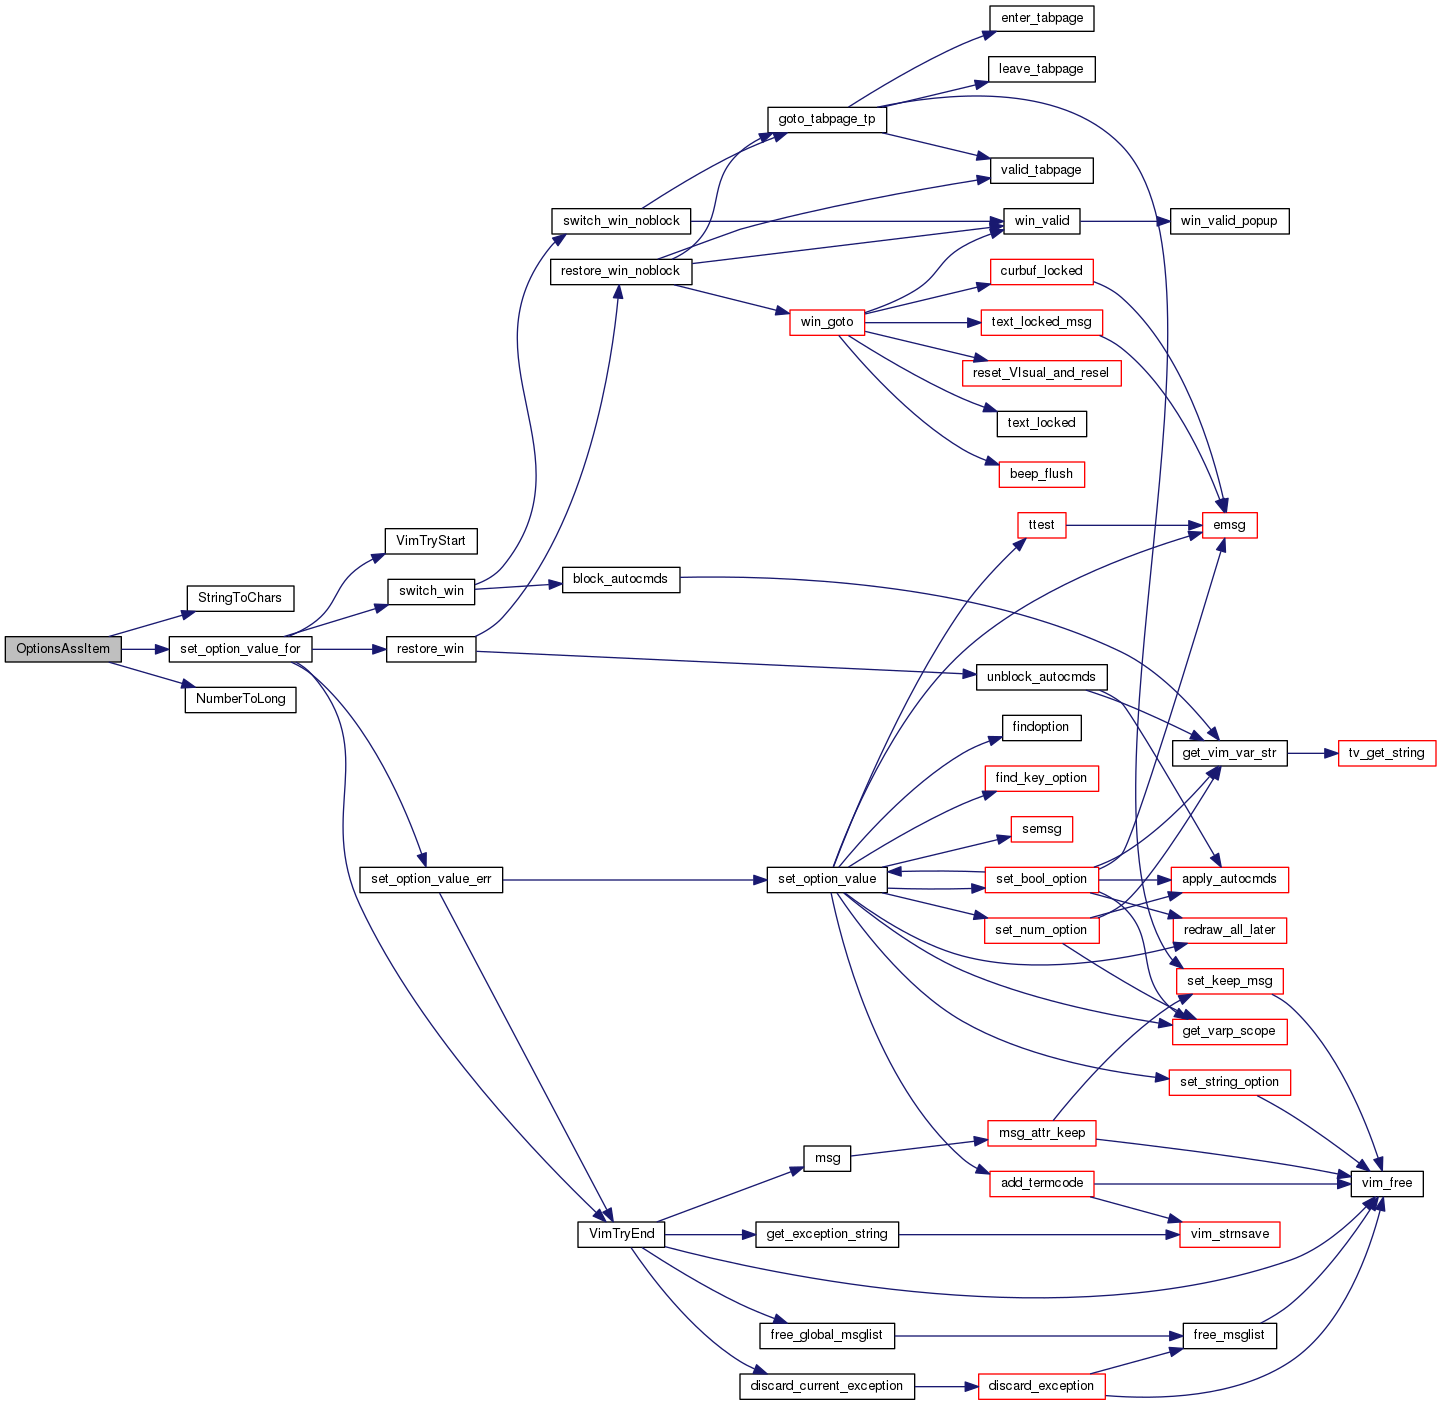 enter_tabpage
leave_tabpage
goto_tabpage_tp
valid_tabpage
switch_win_noblock
win_valid
win_valid_popup
restore_win_noblock
curbuf_locked
win_goto
text_locked_msg
reset_VIsual_and_resel
text_locked
beep_flush
ttest
emsg
VimTryStart
block_autocmds
switch_win
StringToChars
OptionsAssItem
set_option_value_for
restore_win
unblock_autocmds
NumberToLong
findoption
get_vim_var_str
tv_get_string
find_key_option
semsg
set_option_value_err
set_option_value
set_bool_option
apply_autocmds
set_num_option
redraw_all_later
set_keep_msg
get_varp_scope
set_string_option
msg_attr_keep
msg
add_termcode
vim_free
VimTryEnd
get_exception_string
vim_strnsave
free_global_msglist
free_msglist
discard_current_exception
discard_exception